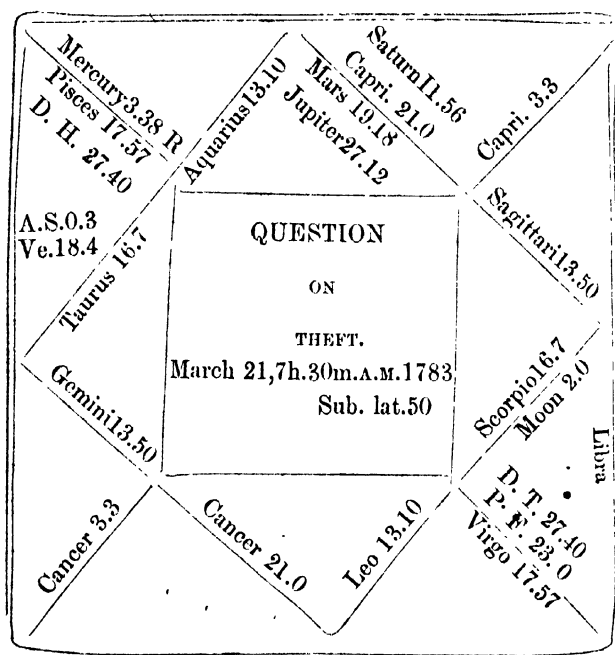 Mercury3.38 R
Pisces 17.57
D. H. 27.40
Aquarius13.10
Saturn11.56
Capri. 21.0
Mars 19.18
Jupiter27.12
Capri. 3.3
Sagittari13.50
A.S.0.3
Ve.18.4
Taurus 16.7
QUESTION
ON
THEFT.
March 21,7h.30m.A.M.1783
Sub. lat.50
Scorpio16.7
Moon 2.0
Libra
Gemini13.50
Cancer 3.3
Cancer 21.0
Leo 13.10
D. T. 27.40
P. F. 23. 0
Virgo 17.57